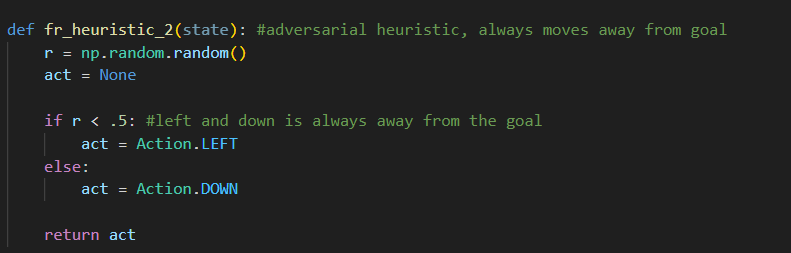 def fr_heuristic_2(state): #adversarial heuristic, always moves away from goal
    r = np.random.random()
    act = None

    if r < .5: #left and down is always away from the goal
        act = Action.LEFT
    else:
        act = Action.DOWN

    return act